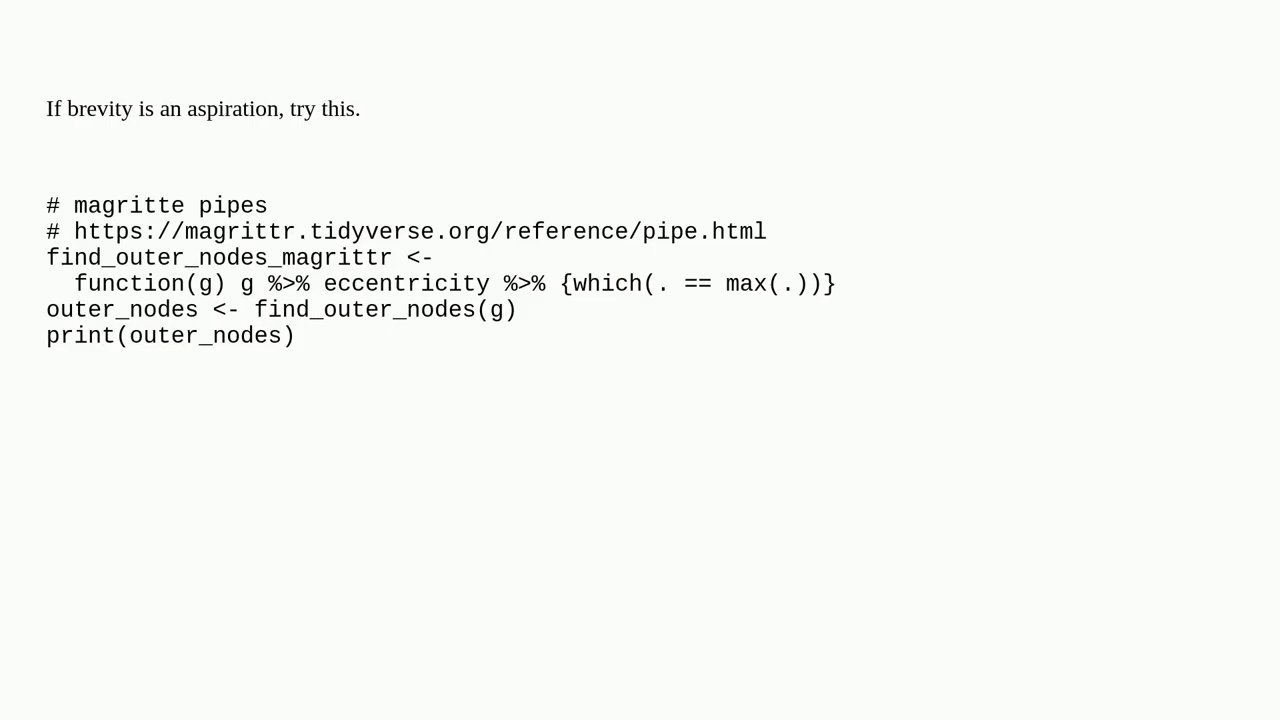 If brevity is an aspiration, try this.
# magritte pipes
# https://magrittr.tidyverse.org/reference/pipe.html
find_outer_nodes_magrittr <-
  function(g) g %>% eccentricity %>% {which(. == max(.))}
outer_nodes <- find_outer_nodes(g)
print(outer_nodes)